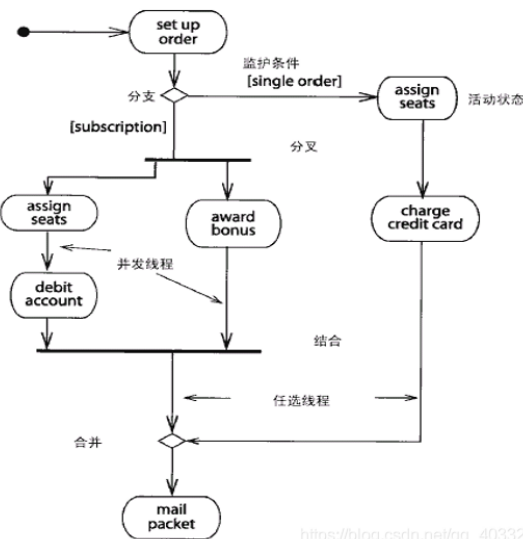 set up
order
监护条件
[single order]
分支
assign
seats
活动状态
[subscription]
分叉
assign
seats
award
bonus
charge
credit card
并发线程
debit
account
结合
任选线程
合并
mail
packet
https://blog.csdn.net/qq_40332